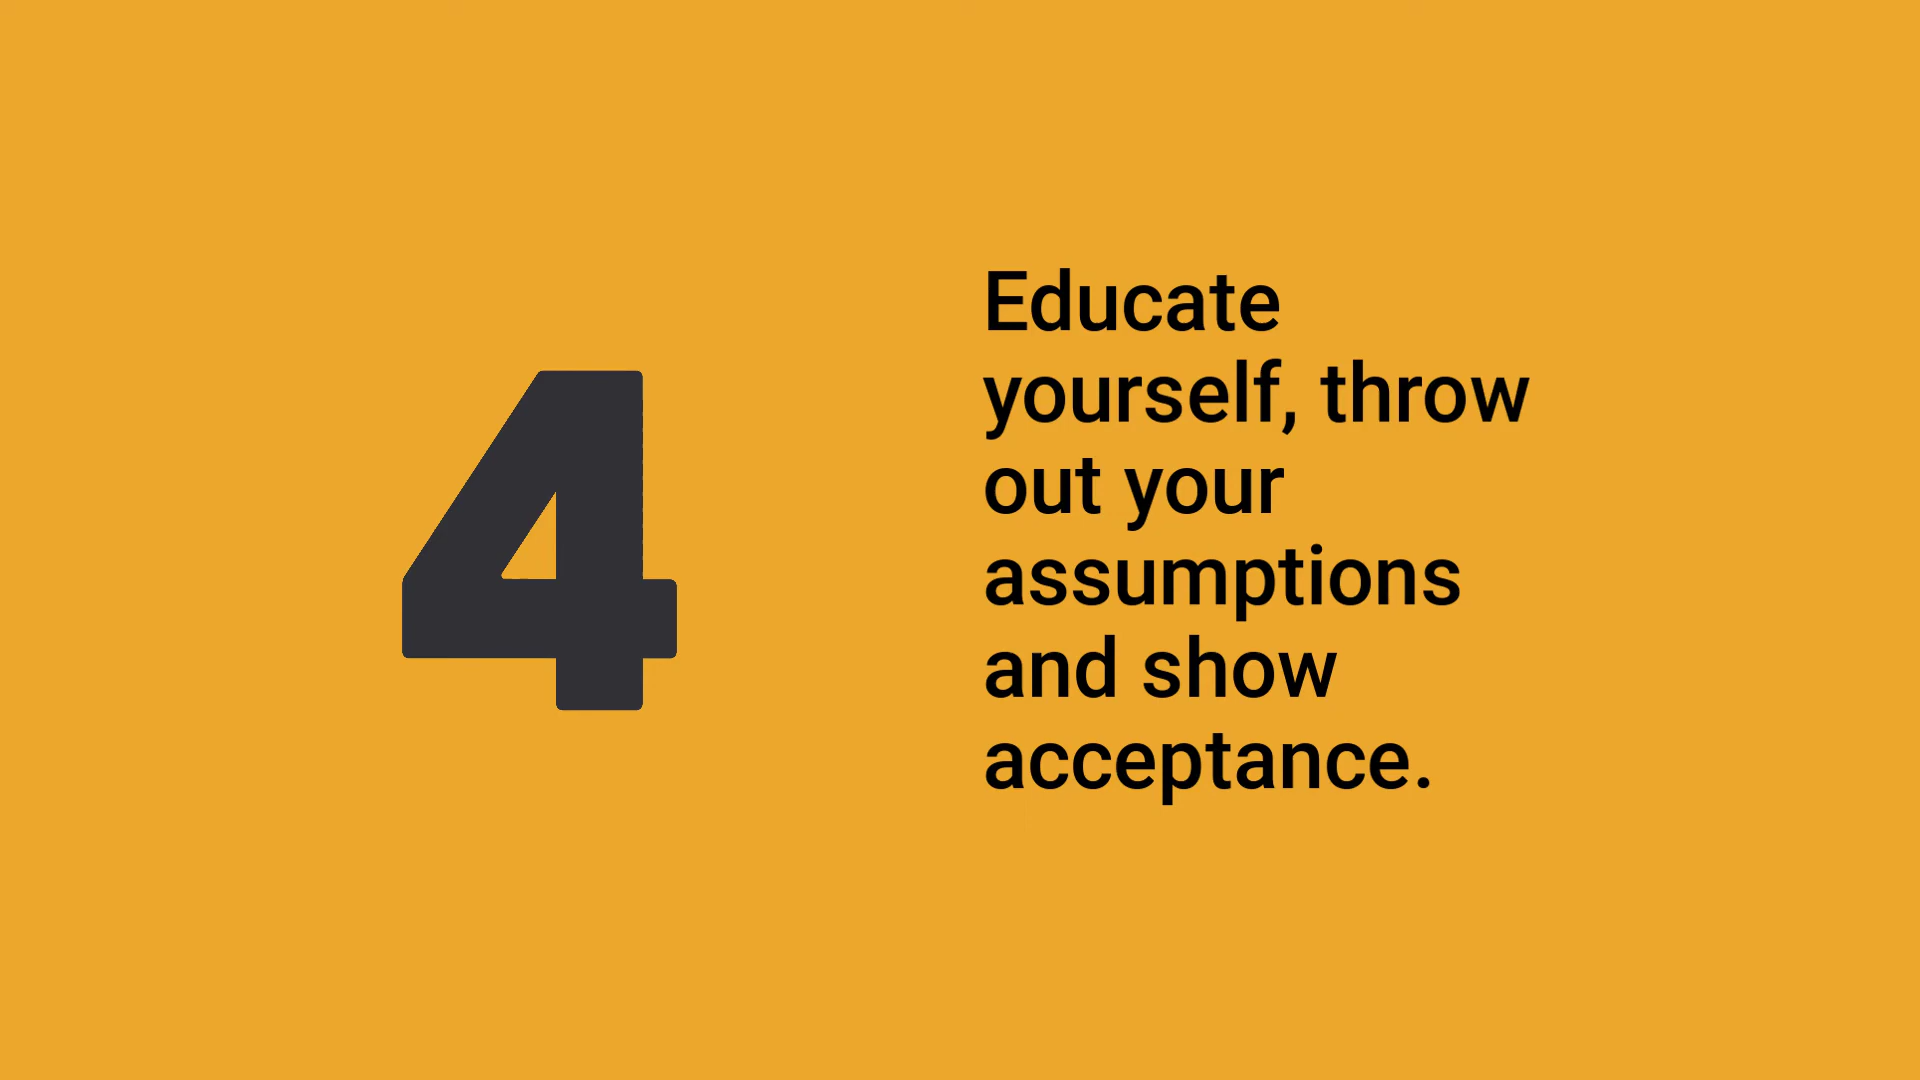 4
Educate
yourself, throw
out your
assumptions
and show
acceptance.